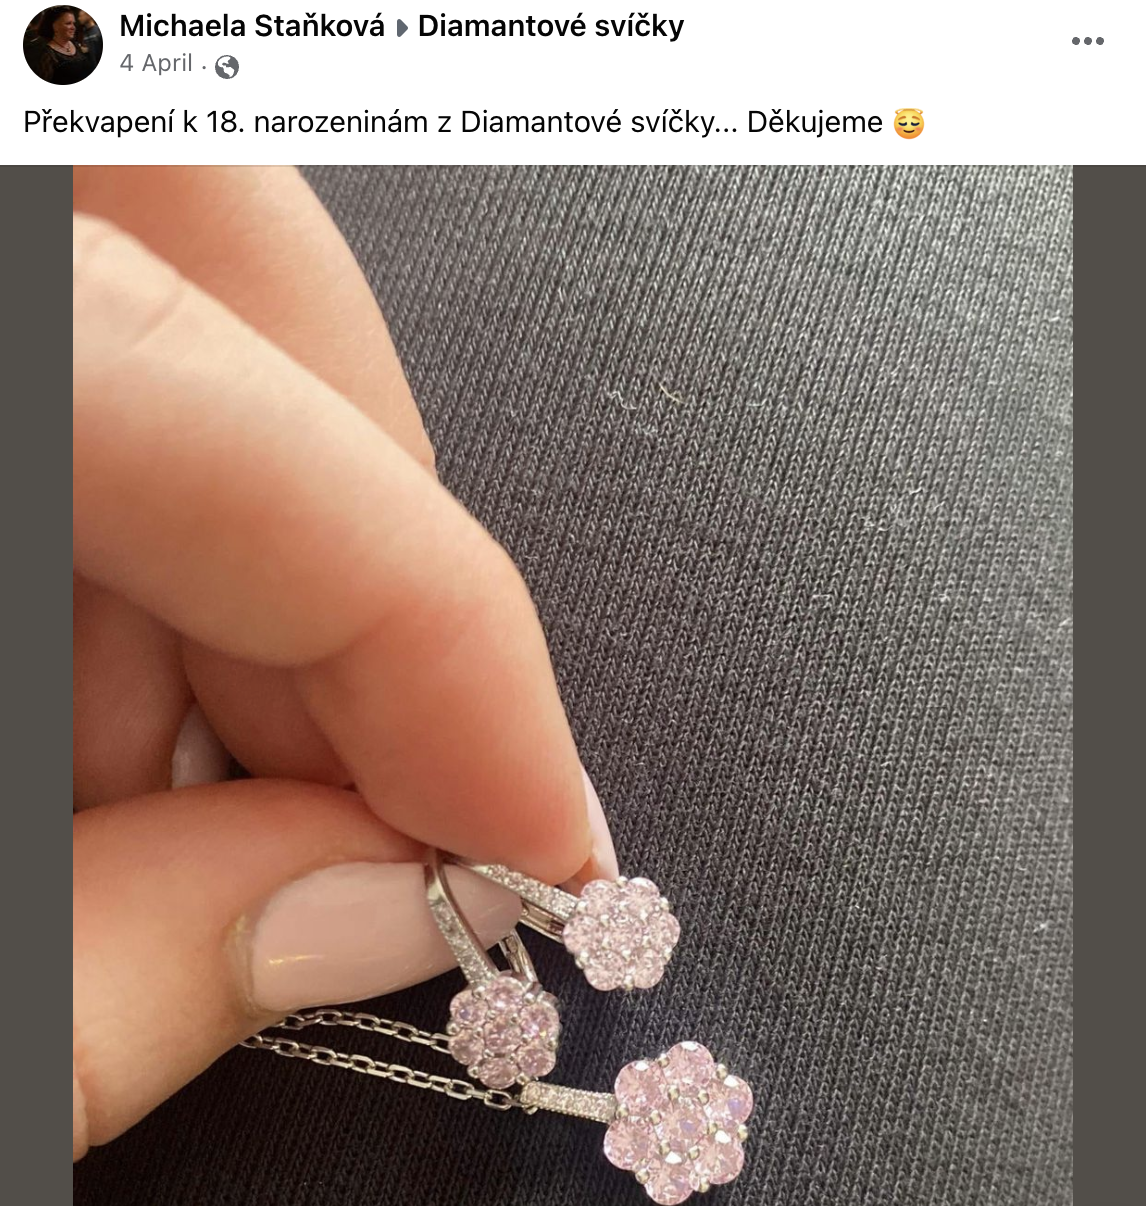 Michaela Staňková ▸ Diamantové svíčky
4 April ·
Překvapení k 18. narozeninám z Diamantové svíčky... Děkujeme 😇